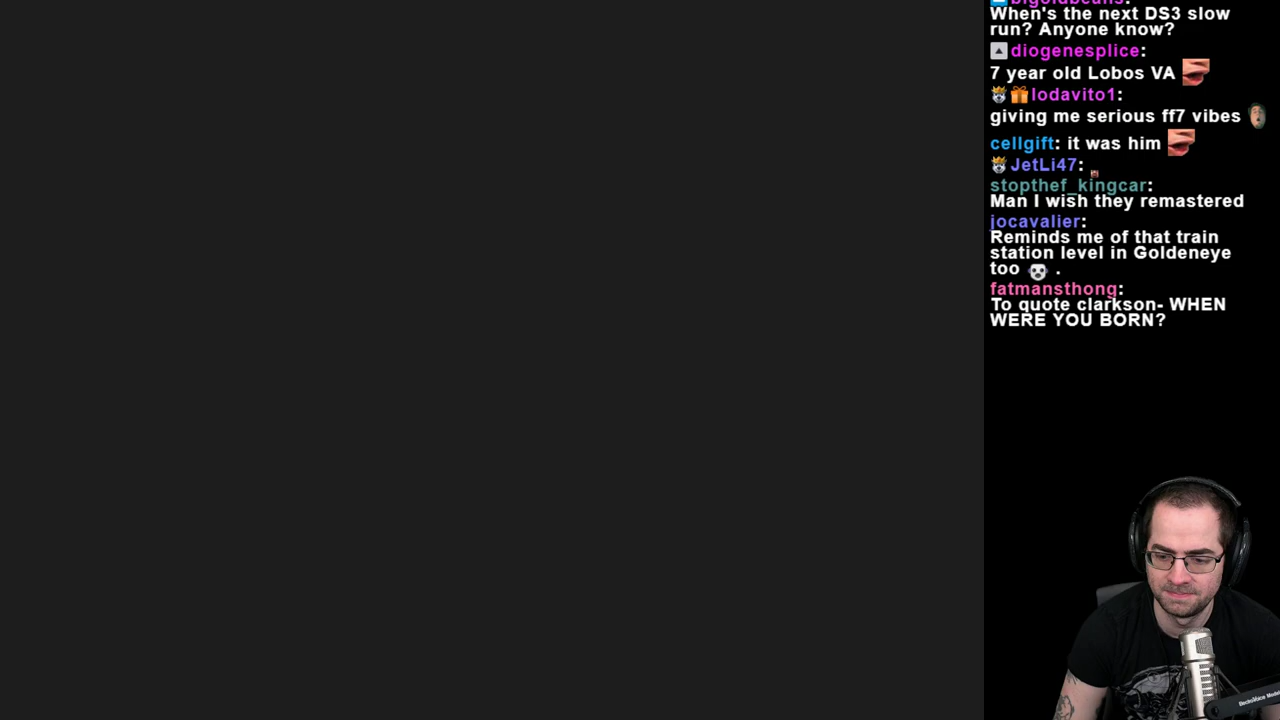 When's the next DS3 slow
run? Anyone know?
diogenesplice:
7 year old Lobos VA
lodavito1:
giving me serious ff7 vibes
cellgift: it was him
JetLi47:
stopthef_kingcar:
Man I wish they remastered
jocavalier:
Reminds me of that train
station level in Goldeneye
too .
fatmansthong:
To quote clarkson- WHEN
WERE YOU BORN?